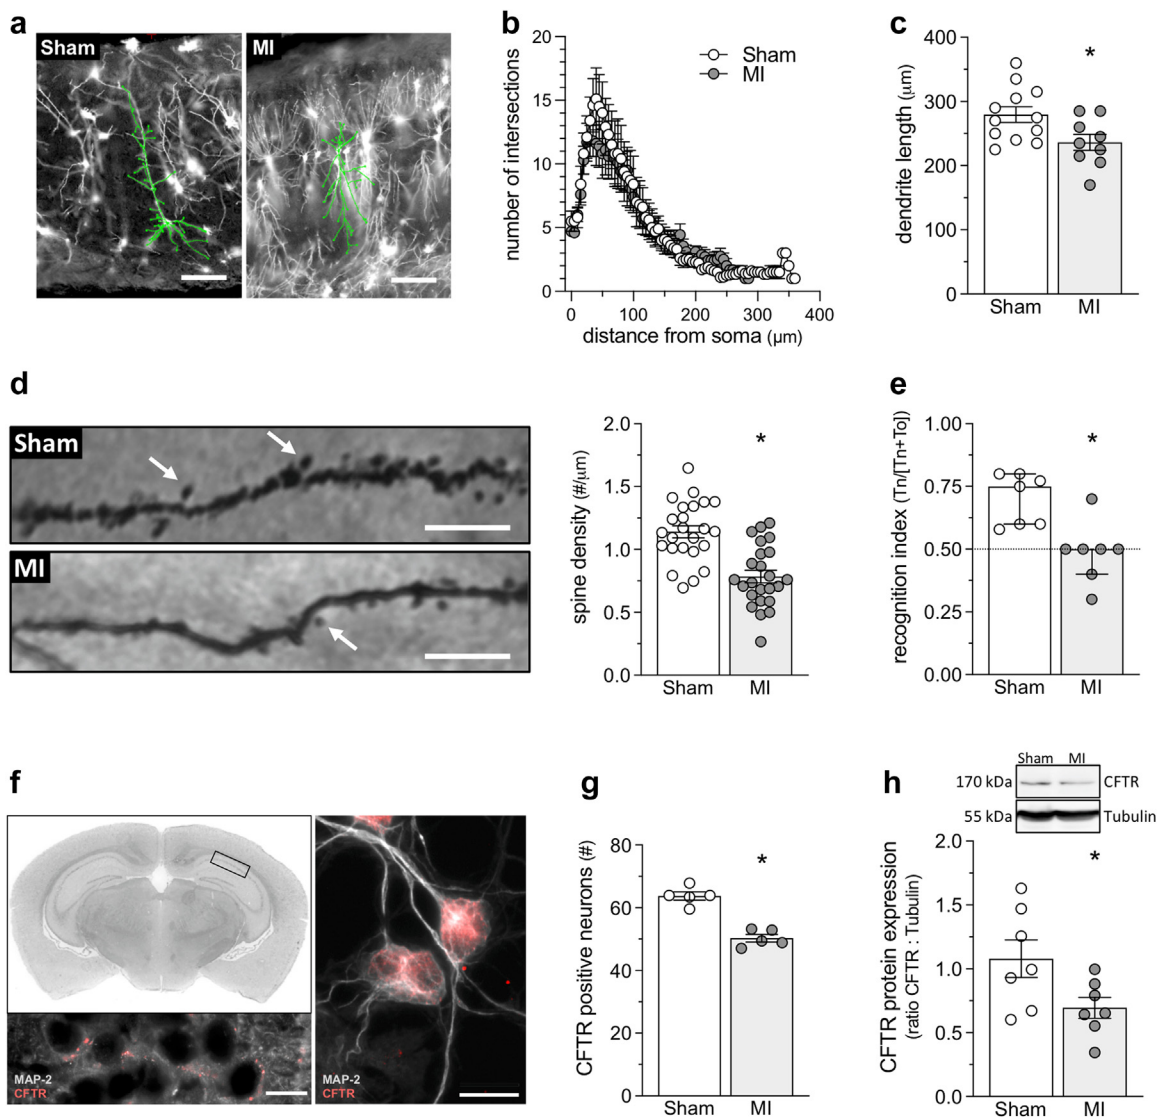 a
Sham
MI
b
20
15
10
5
0
number of intersections
Sham
MI
0
100
200
300
400
distance from soma (µm)
c
400
300
200
100
0
dendrite length (µm)
*
Sham
MI
d
Sham
MI
2.0
1.5
1.0
0.5
0.0
spine density (#/µm)
*
Sham
MI
e
1.00
0.75
0.50
0.25
0.00
recognition index (Tn/[Tn+To])
*
Sham
MI
f
MAP-2
CFTR
MAP-2
CFTR
g
80
60
40
20
0
CFTR positive neurons (#)
*
Sham
MI
h
Sham MI
170 kDa CFTR
55 kDa Tubulin
2.0
1.5
1.0
0.5
0.0
CFTR protein expression
(ratio CFTR : Tubulin)
*
Sham
MI